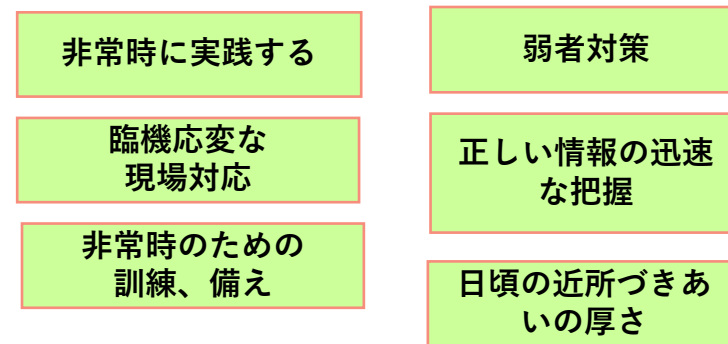 非常時に実践する
臨機応変な
現場対応
非常時のための
訓練、備え
弱者対策
正しい情報の迅速
な把握
日頃の近所づきあ
いの厚さ